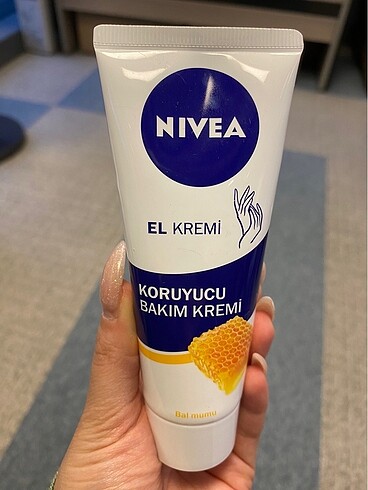 NIVEA
EL KREMİ
KORUYUCU
BAKIM KREMİ
Bal mumu